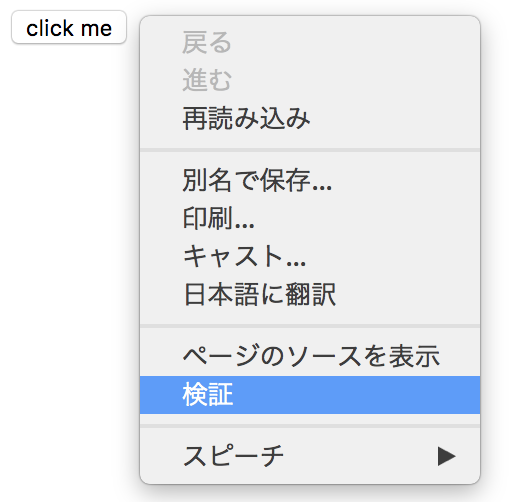 click me
戻る
進む
再読み込み
別名で保存...
印刷...
キャスト...
日本語に翻訳
ページのソースを表示
検証
スピーチ